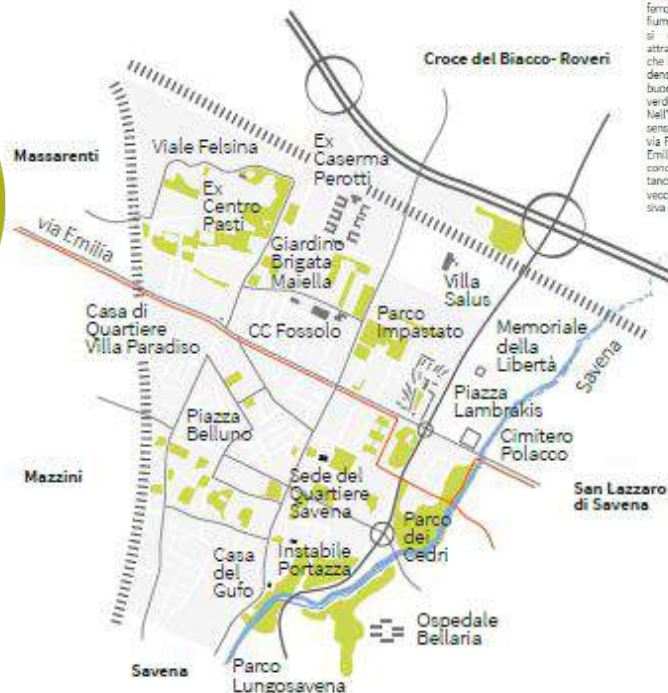 Croce del Biacco- Roveri
Massarenti
Viale Felsina
Ex
Caserma
Perotti
Ex
Centro
Pasti
via Emilia
Giardino
Brigata
Maiella
Villa
Salus
Casa di
Quartiere
Villa Paradiso
CC Fossolo
Parco
Impastato
Memoriale
della
Libertà
Savena
Piazza
Lambrakis
Piazza
Belluno
Cimitero
Polacco
Mazzini
Sede del
Quartiere
Savena
San Lazzaro
di Savena
Parco
dei
Cedri
Casa
del
Gufo
Instabile
Portazza
Ospedale
Bellaria
Savena
Parco
Lungosavena